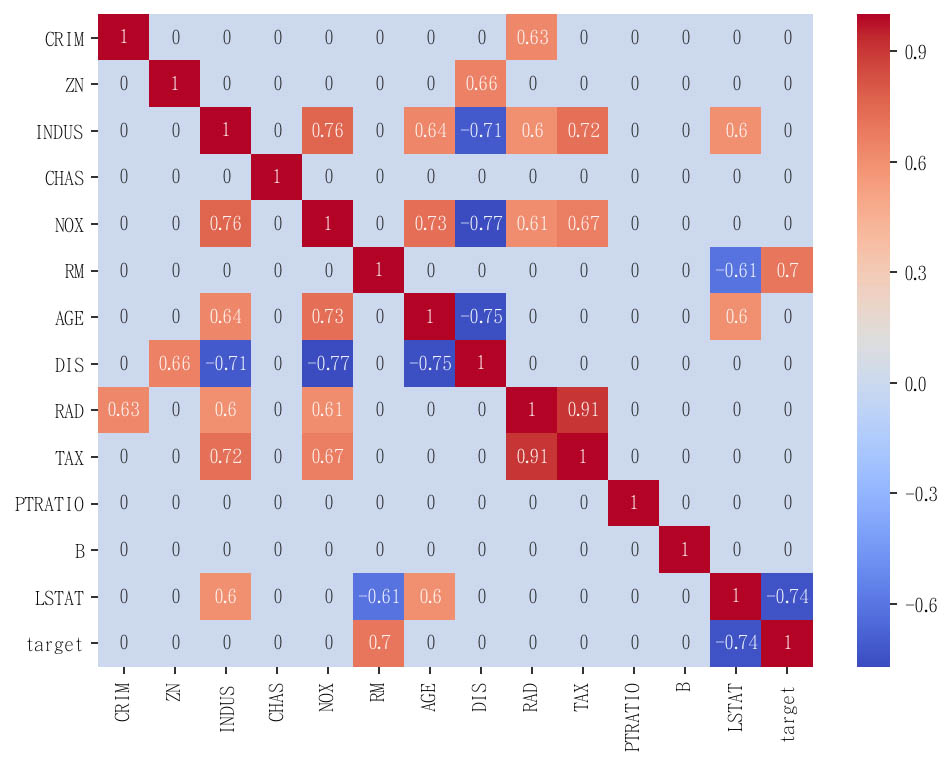 CRIM 1 0 0 0 0 0 0 0 0.63 0 0 0 0 0
ZN 0 1 0 0 0 0 0 0.66 0 0 0 0 0 0
INDUS 0 0 1 0 0.76 0 0.64 -0.71 0.6 0.72 0 0 0.6 0
CHAS 0 0 0 1 0 0 0 0 0 0 0 0 0 0
NOX 0 0 0.76 0 1 0 0.73 -0.77 0.61 0.67 0 0 0 0
RM 0 0 0 0 0 1 0 0 0 0 0 0 -0.61 0.7
AGE 0 0 0.64 0 0.73 0 1 -0.75 0 0 0 0 0.6 0
DIS 0 0.66 -0.71 0 -0.77 0 -0.75 1 0 0 0 0 0 0
RAD 0.63 0 0.6 0 0.61 0 0 0 1 0.91 0 0 0 0
TAX 0 0 0.72 0 0.67 0 0 0 0.91 1 0 0 0 0
PTRATIO 0 0 0 0 0 0 0 0 0 0 1 0 0 0
B 0 0 0 0 0 0 0 0 0 0 0 1 0 0
LSTAT 0 0 0.6 0 0 -0.61 0.6 0 0 0 0 0 1 -0.74
target 0 0 0 0 0 0.7 0 0 0 0 0 0 -0.74 1
CRIM ZN INDUS CHAS NOX RM AGE DIS RAD TAX PTRATIO B LSTAT target
0.9
0.6
0.3
0.0
-0.3
-0.6